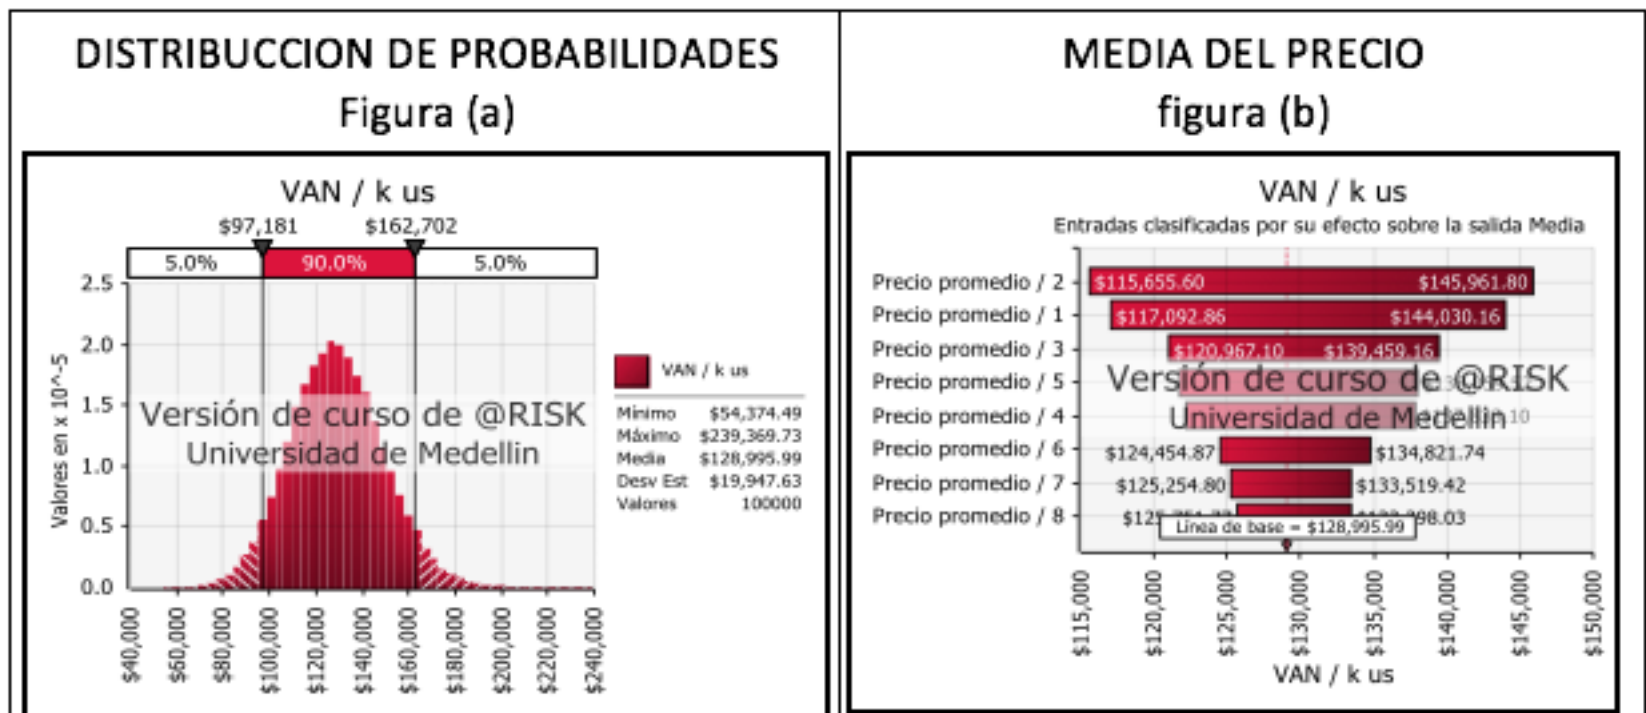 DISTRIBUCCION DE PROBABILIDADES
Figura (a)
VAN / k us
$97,181 $162,702
5.0% 90.0% 5.0%
2.5
2.0
1.5
1.0
0.5
0.0
Valores en x 10^-5
$40,000
$60,000
$80,000
$100,000
$120,000
$140,000
$160,000
$180,000
$200,000
$220,000
$240,000
Versión de curso de @RISK
Universidad de Medellin
VAN / k us
Mínimo $54,374.49
Máximo $239,369.73
Media $128,995.99
Desv Est $19,947.63
Valores 100000
MEDIA DEL PRECIO
figura (b)
VAN / k us
Entradas clasificadas por su efecto sobre la salida Media
Precio promedio / 2 $115,655.60 $145,961.80
Precio promedio / 1 $117,092.86 $144,030.16
Precio promedio / 3 $120,967.10 $139,459.16
Precio promedio / 5
Precio promedio / 4
Precio promedio / 6 $124,454.87 $134,821.74
Precio promedio / 7 $125,254.80 $133,519.42
Precio promedio / 8
Versión de curso de @RISK
Universidad de Medellin
Línea de base = $128,995.99
$115,000
$120,000
$125,000
$130,000
$135,000
$140,000
$145,000
$150,000
VAN / k us